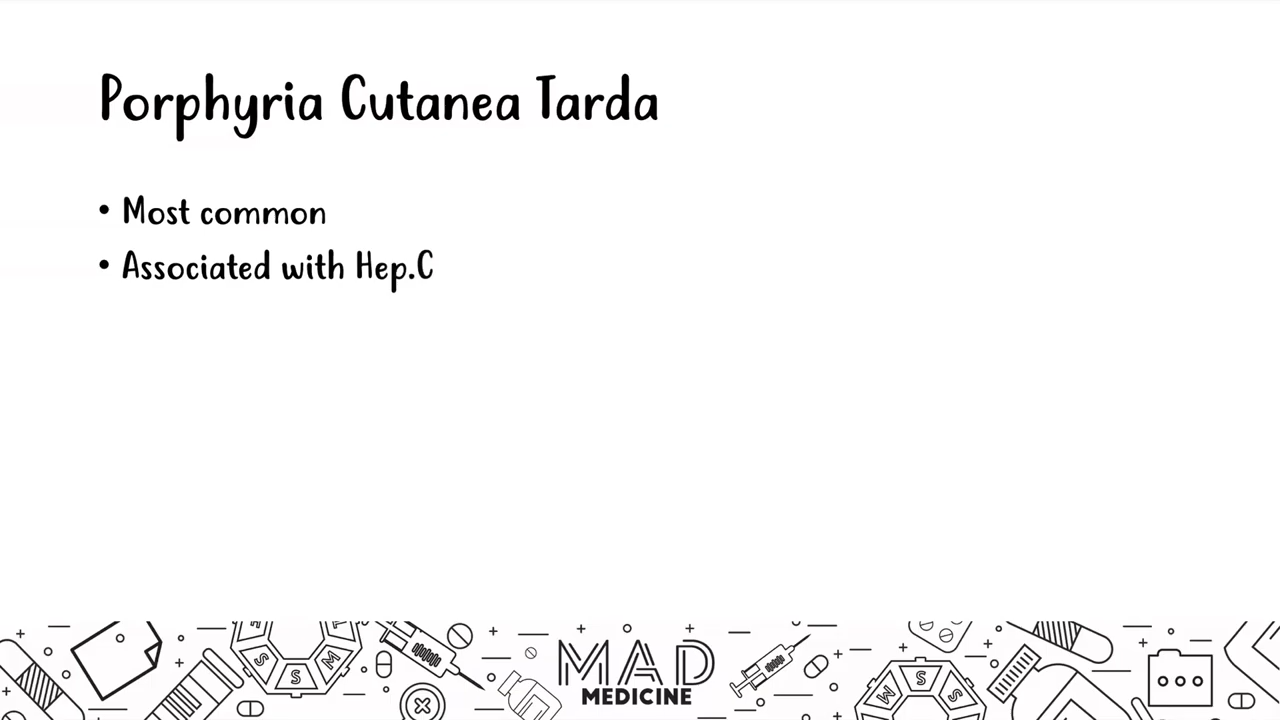 Porphyria Cutanea Tarda
• Most common
• Associated with Hep.C
S
S
M
MAD
MEDICINE
M
S
S